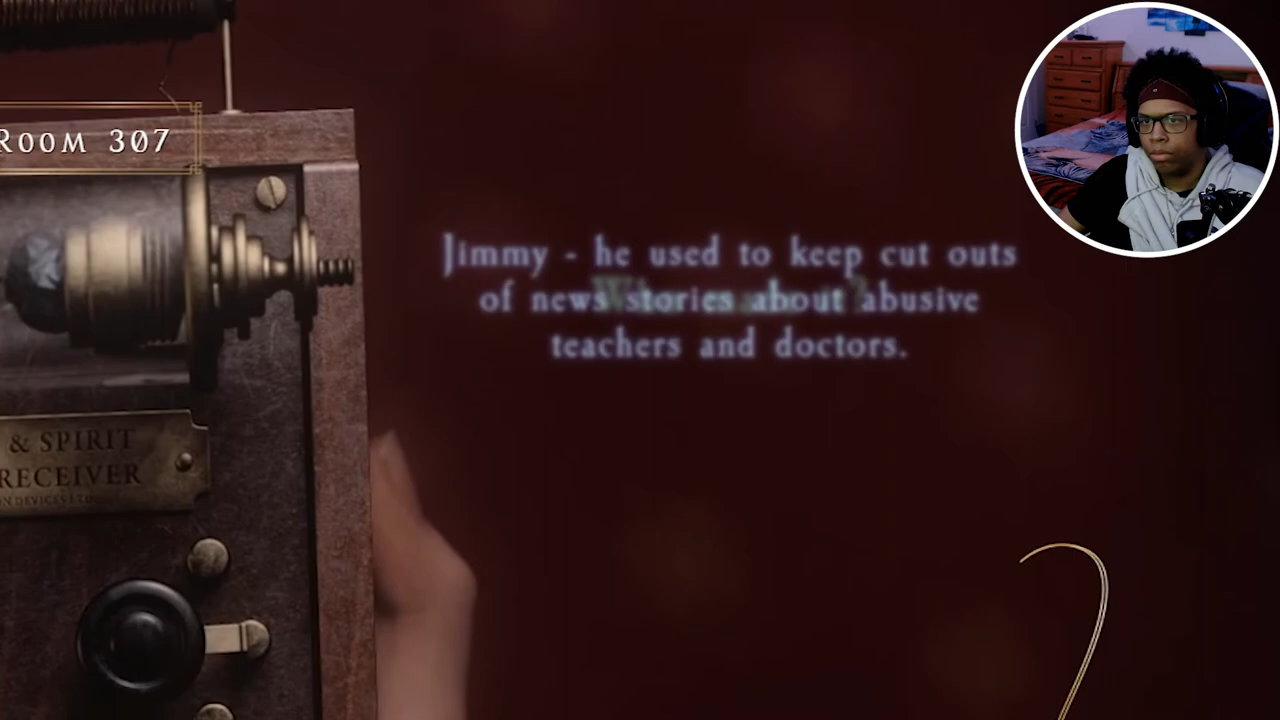 Room 307
Jimmy - he used to keep cut outs
of news stories about abusive
teachers and doctors.
& SPIRIT
RECEIVER